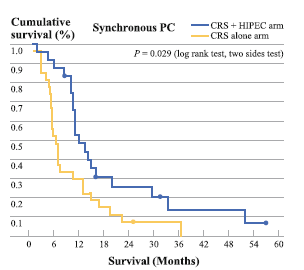 Cumulative
survival (%)
Synchronous PC
CRS + HIPEC arm
CRS alone arm
P = 0.029 (log rank test, two sides test)
1.0
0.9
0.8
0.7
0.6
0.5
0.4
0.3
0.2
0.1
0 6 12 18 24 30 36 42 48 54 60
Survival (Months)